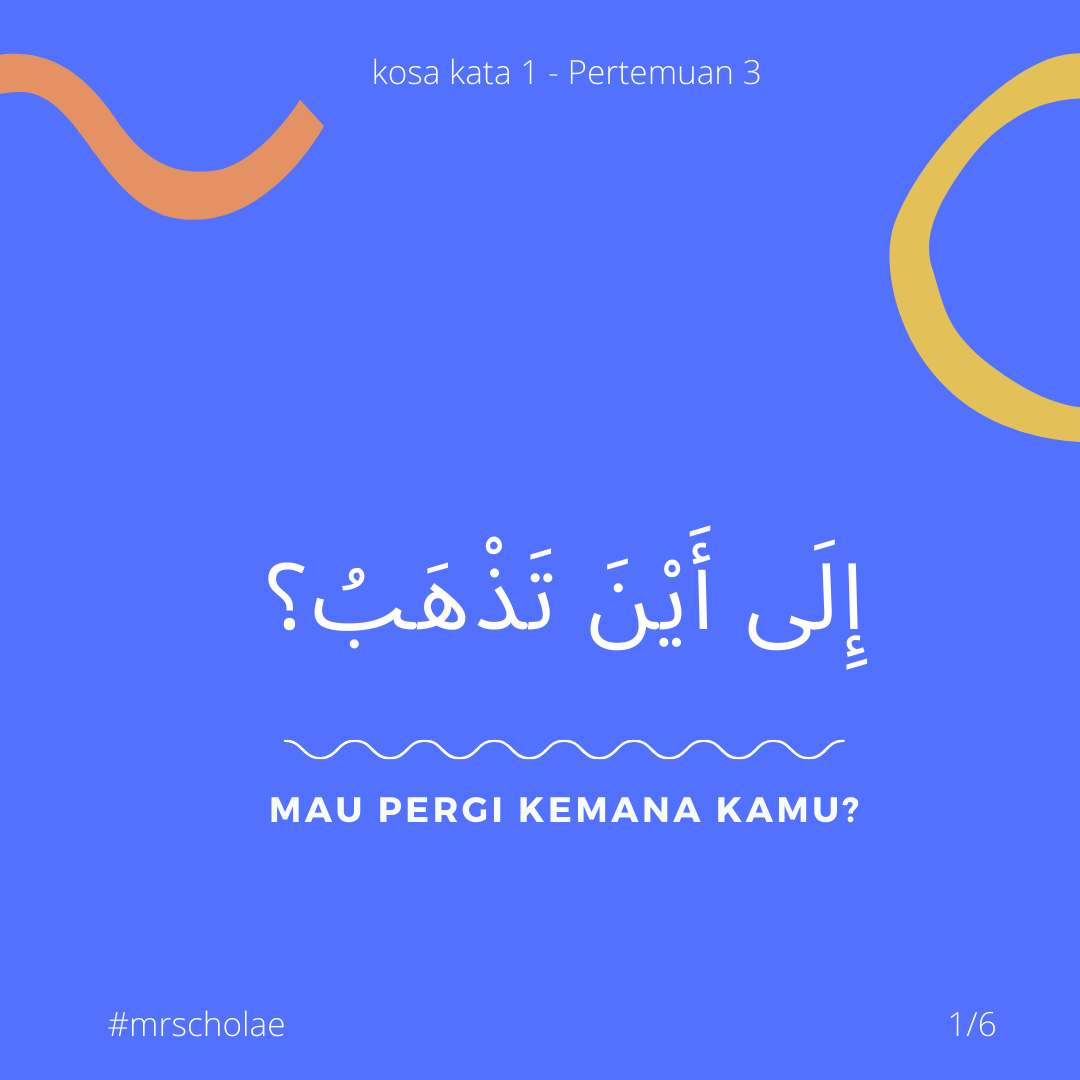 kosa kata 1 - Pertemuan 3
إِلَى أَيْنَ تَذْهَبُ؟
MAU PERGI KEMANA KAMU?
#mrscholae
1/6